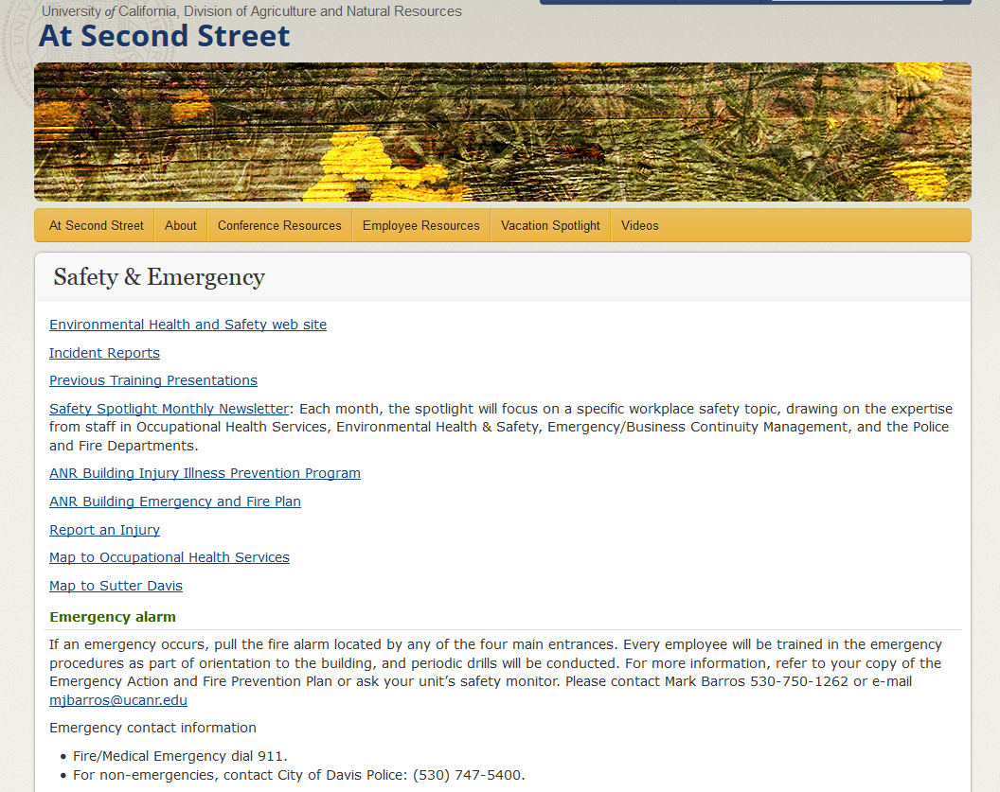 University of California, Division of Agriculture and Natural Resources
At Second Street
At Second Street About Conference Resources Employee Resources Vacation Spotlight Videos
Safety & Emergency
Environmental Health and Safety web site
Incident Reports
Previous Training Presentations
Safety Spotlight Monthly Newsletter: Each month, the spotlight will focus on a specific workplace safety topic, drawing on the expertise
from staff in Occupational Health Services, Environmental Health & Safety, Emergency/Business Continuity Management, and the Police
and Fire Departments.
ANR Building Injury Illness Prevention Program
ANR Building Emergency and Fire Plan
Report an Injury
Map to Occupational Health Services
Map to Sutter Davis
Emergency alarm
If an emergency occurs, pull the fire alarm located by any of the four main entrances. Every employee will be trained in the emergency
procedures as part of orientation to the building, and periodic drills will be conducted. For more information, refer to your copy of the
Emergency Action and Fire Prevention Plan or ask your unit’s safety monitor. Please contact Mark Barros 530-750-1262 or e-mail
mjbarros@ucanr.edu
Emergency contact information
• Fire/Medical Emergency dial 911.
• For non-emergencies, contact City of Davis Police: (530) 747-5400.